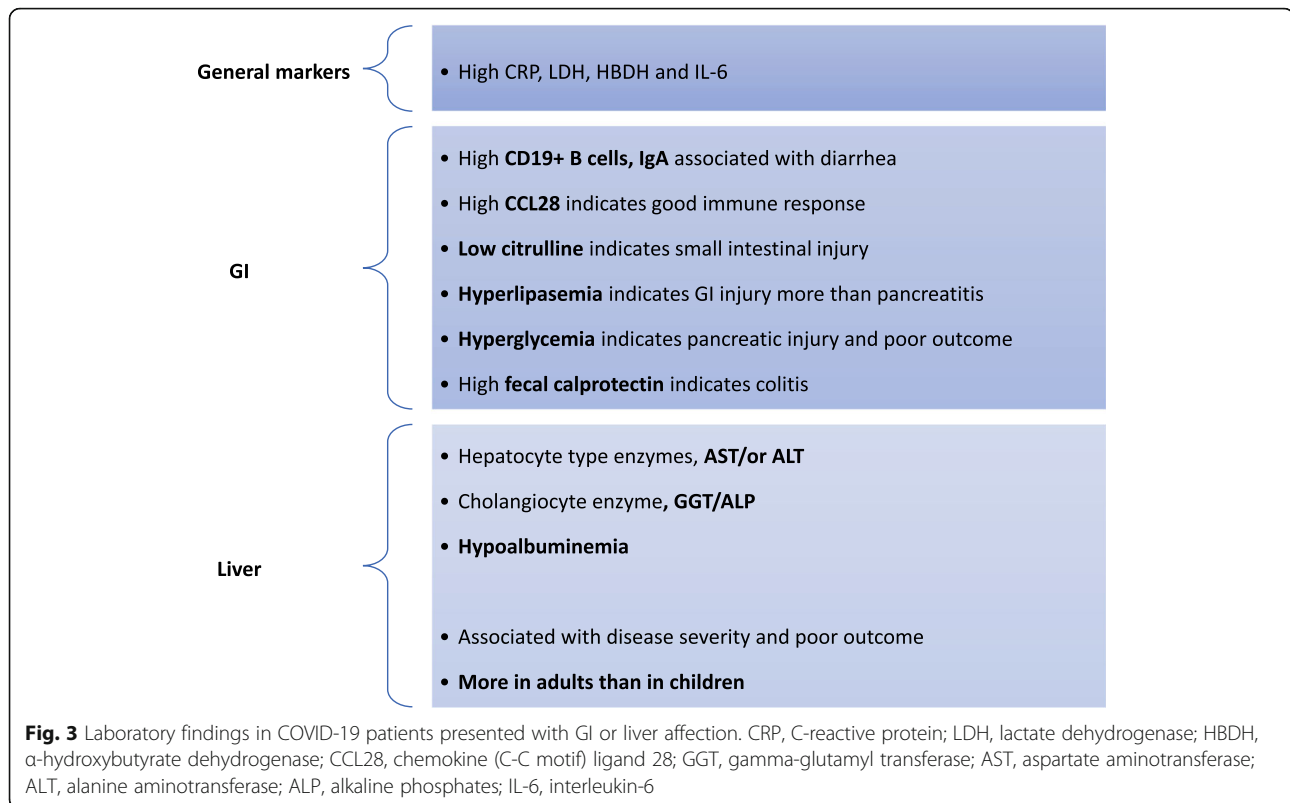 General markers
• High CRP, LDH, HBDH and IL-6
GI
• High CD19+ B cells, IgA associated with diarrhea
• High CCL28 indicates good immune response
• Low citrulline indicates small intestinal injury
• Hyperlipasemia indicates GI injury more than pancreatitis
• Hyperglycemia indicates pancreatic injury and poor outcome
• High fecal calprotectin indicates colitis
Liver
• Hepatocyte type enzymes, AST/or ALT
• Cholangiocyte enzyme, GGT/ALP
• Hypoalbuminemia
• Associated with disease severity and poor outcome
• More in adults than in children
Fig. 3 Laboratory findings in COVID-19 patients presented with GI or liver affection. CRP, C-reactive protein; LDH, lactate dehydrogenase; HBDH,
α-hydroxybutyrate dehydrogenase; CCL28, chemokine (C-C motif) ligand 28; GGT, gamma-glutamyl transferase; AST, aspartate aminotransferase;
ALT, alanine aminotransferase; ALP, alkaline phosphates; IL-6, interleukin-6